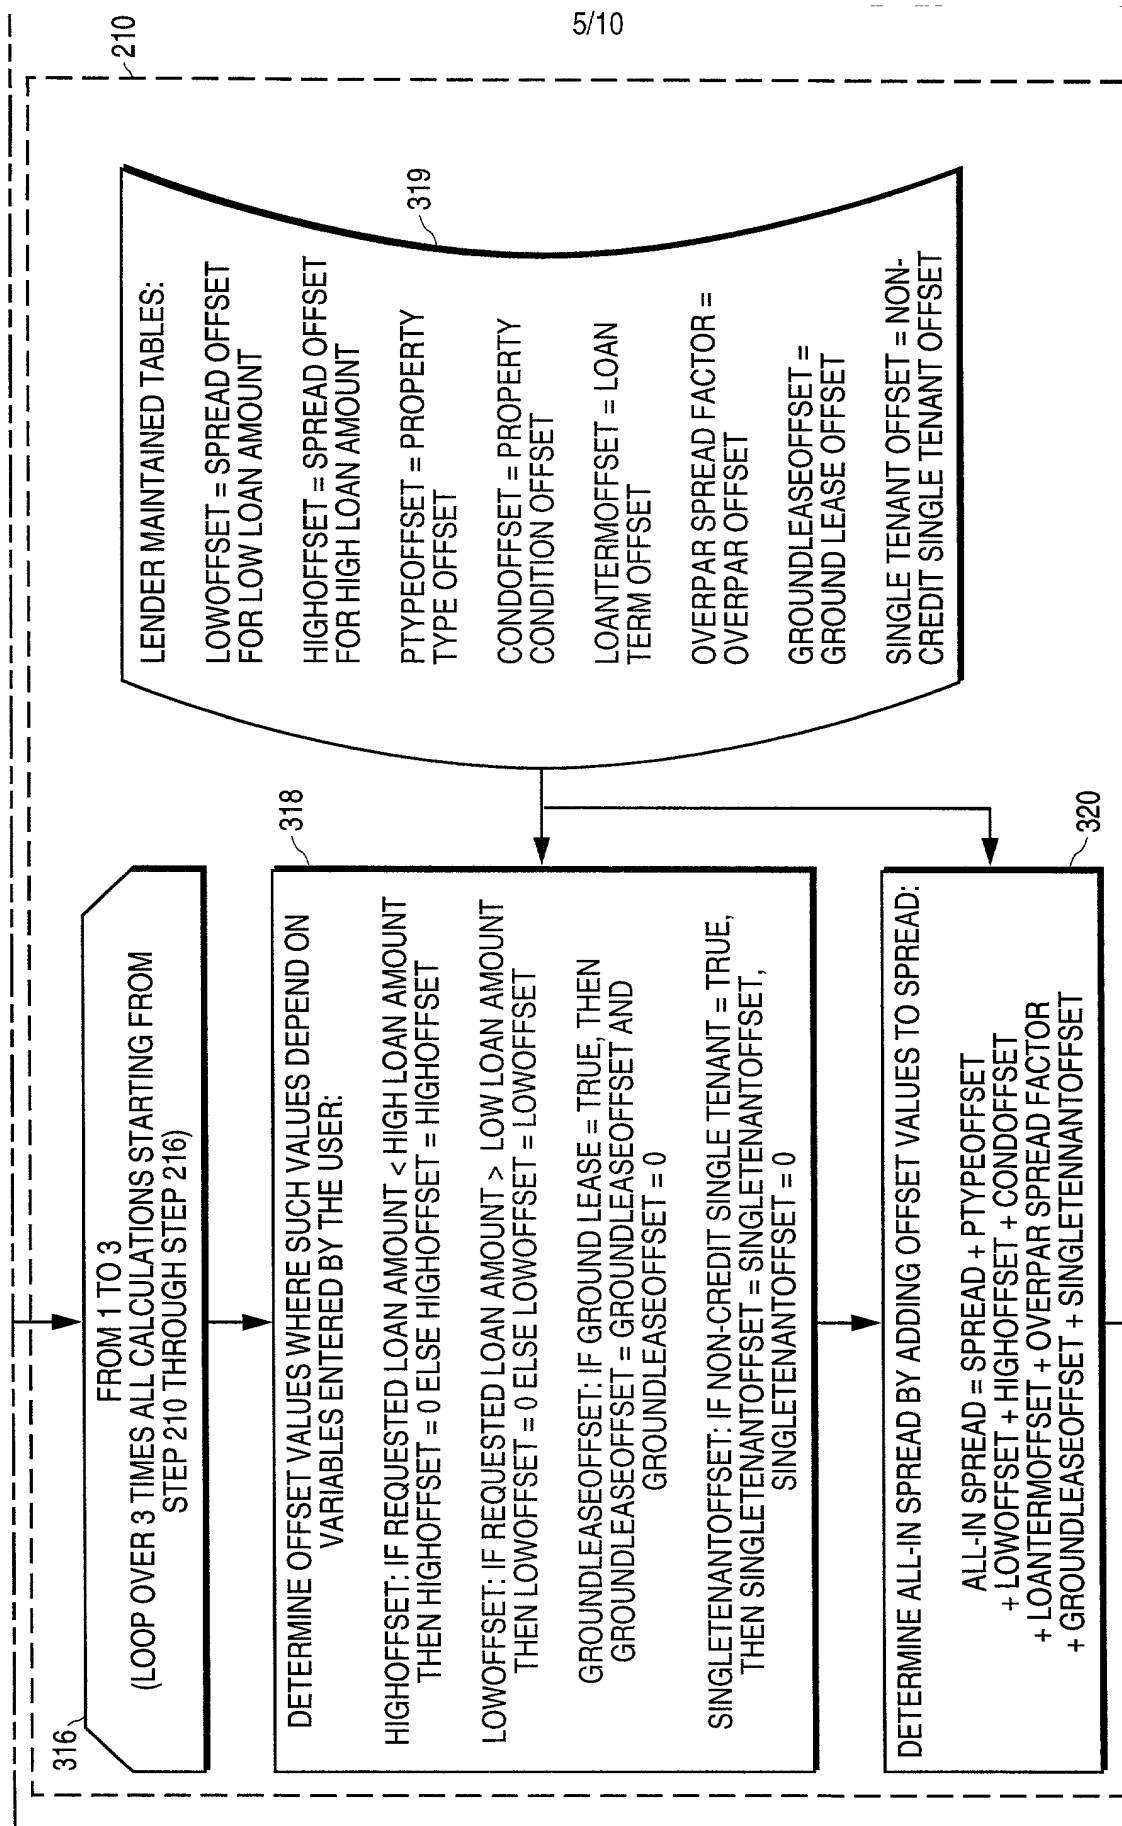 5/10
210
316
FROM 1 TO 3
(LOOP OVER 3 TIMES ALL CALCULATIONS STARTING FROM
STEP 210 THROUGH STEP 216)
318
DETERMINE OFFSET VALUES WHERE SUCH VALUES DEPEND ON
VARIABLES ENTERED BY THE USER:
HIGHOFFSET: IF REQUESTED LOAN AMOUNT < HIGH LOAN AMOUNT
THEN HIGHOFFSET = 0 ELSE HIGHOFFSET = HIGHOFFSET
LOWOFFSET: IF REQUESTED LOAN AMOUNT > LOW LOAN AMOUNT
THEN LOWOFFSET = 0 ELSE LOWOFFSET = LOWOFFSET
GROUNDLEASEOFFSET: IF GROUND LEASE = TRUE, THEN
GROUNDLEASEOFFSET = GROUNDLEASEOFFSET AND
GROUNDLEASEOFFSET = 0
SINGLETENANTOFFSET: IF NON-CREDIT SINGLE TENANT = TRUE,
THEN SINGLETENANTOFFSET = SINGLETENANTOFFSET,
SINGLETENANTOFFSET = 0
319
LENDER MAINTAINED TABLES:
LOWOFFSET = SPREAD OFFSET
FOR LOW LOAN AMOUNT
HIGHOFFSET = SPREAD OFFSET
FOR HIGH LOAN AMOUNT
PTYPEOFFSET = PROPERTY
TYPE OFFSET
CONDOFFSET = PROPERTY
CONDITION OFFSET
LOANTERMOFFSET = LOAN
TERM OFFSET
OVERPAR SPREAD FACTOR =
OVERPAR OFFSET
GROUNDLEASEOFFSET =
GROUND LEASE OFFSET
SINGLE TENANT OFFSET = NON-
CREDIT SINGLE TENANT OFFSET
320
DETERMINE ALL-IN SPREAD BY ADDING OFFSET VALUES TO SPREAD:
ALL-IN SPREAD = SPREAD + PTYPEOFFSET
+ LOWOFFSET + HIGHOFFSET + CONDOFFSET
+ LOANTERMOFFSET + OVERPAR SPREAD FACTOR
+ GROUNDLEASEOFFSET + SINGLETENNANTOFFSET